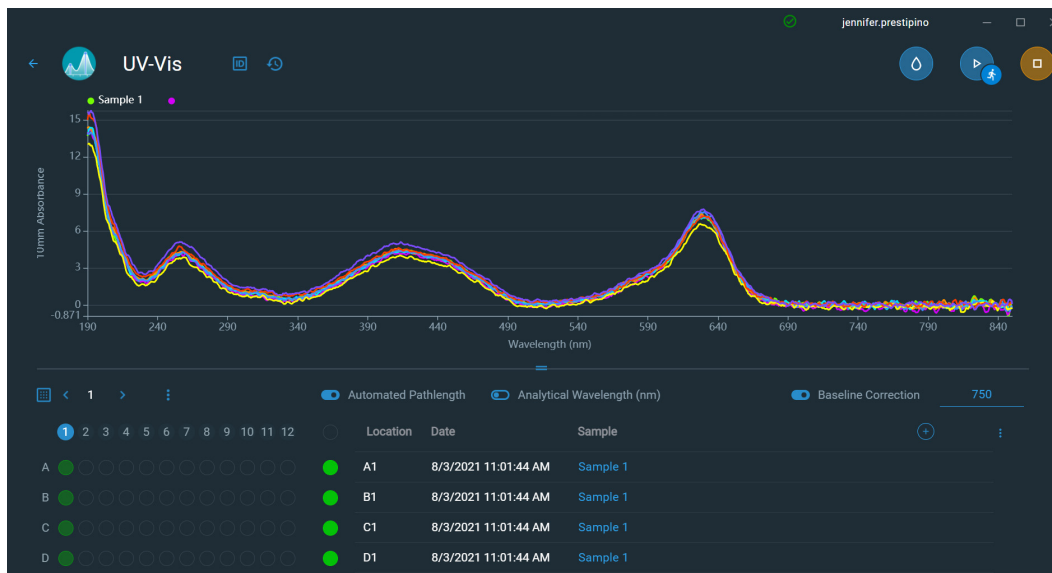 jennifer.prestipino
UV-Vis
ID
Sample 1
15
12
9
6
3
0
-0.871
10mm Absorbance
190 240 290 340 390 440 490 540 590 640 690 740 790 840
Wavelength (nm)
1
Automated Pathlength
Analytical Wavelength (nm)
Baseline Correction
750
1 2 3 4 5 6 7 8 9 10 11 12
Location Date Sample
A A1 8/3/2021 11:01:44 AM Sample 1
B B1 8/3/2021 11:01:44 AM Sample 1
C C1 8/3/2021 11:01:44 AM Sample 1
D D1 8/3/2021 11:01:44 AM Sample 1